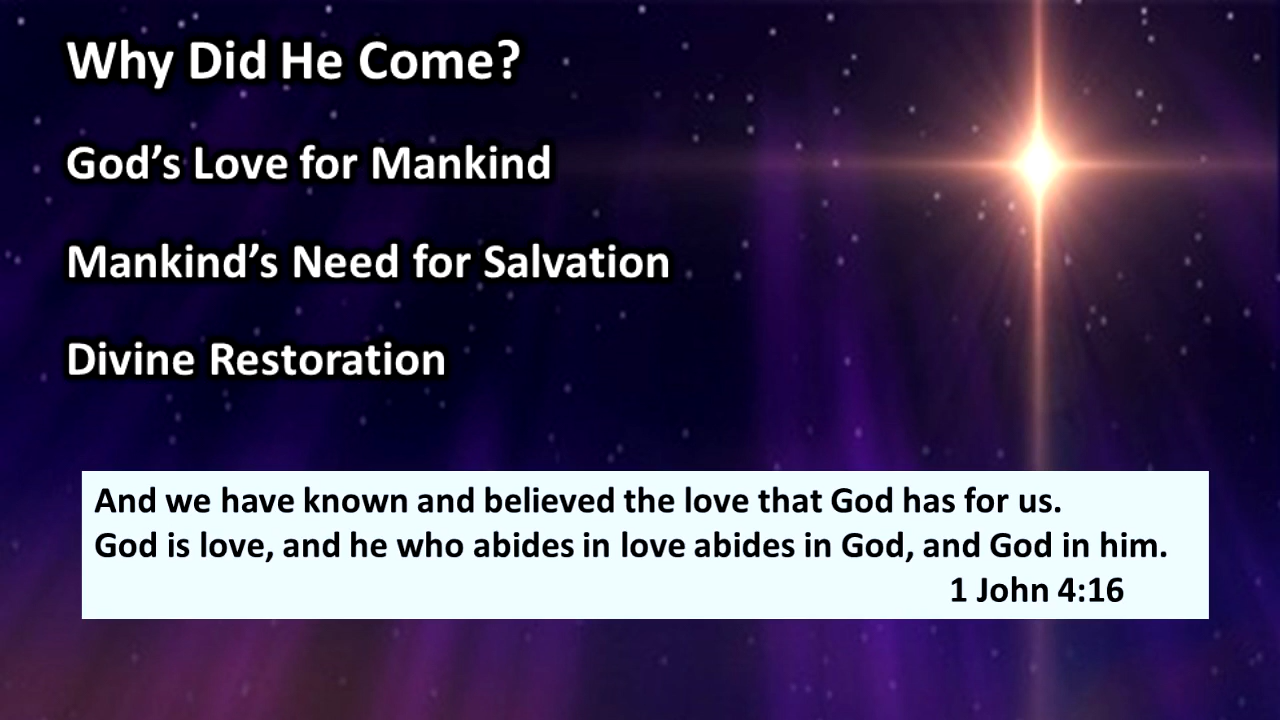 Why Did He Come?
God’s Love for Mankind
Mankind’s Need for Salvation
Divine Restoration
And we have known and believed the love that God has for us.
God is love, and he who abides in love abides in God, and God in him.
1 John 4:16